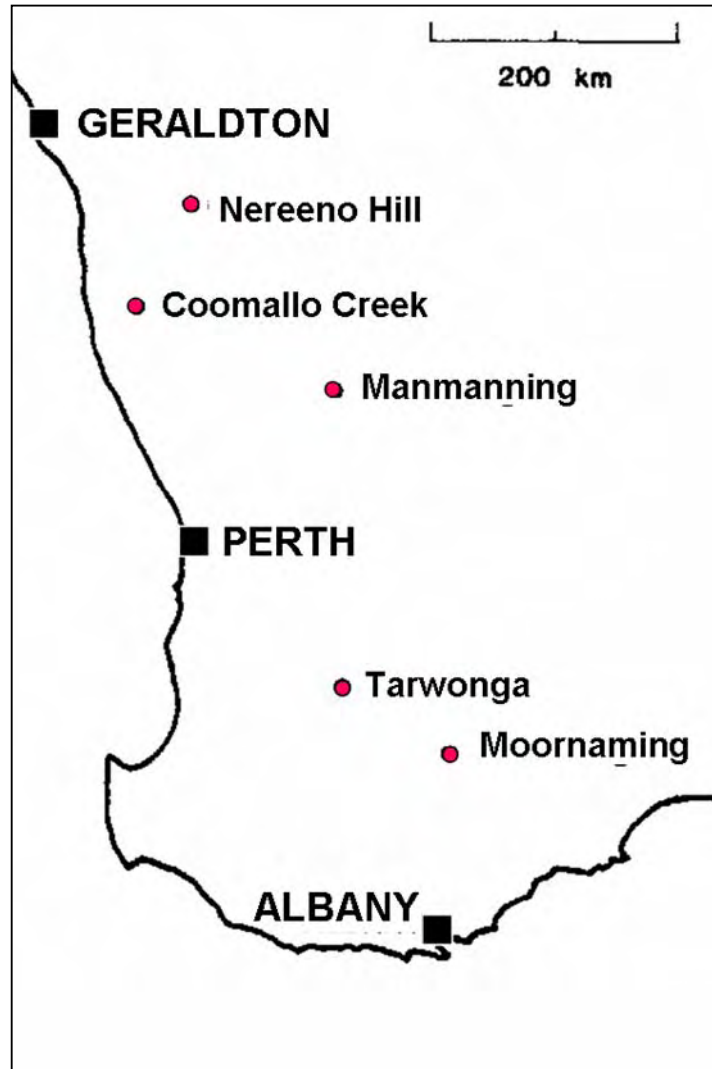 200 km
GERALDTON
Nereeno Hill
Coomallo Creek
Manmanning
PERTH
Tarwonga
Moornaming
ALBANY